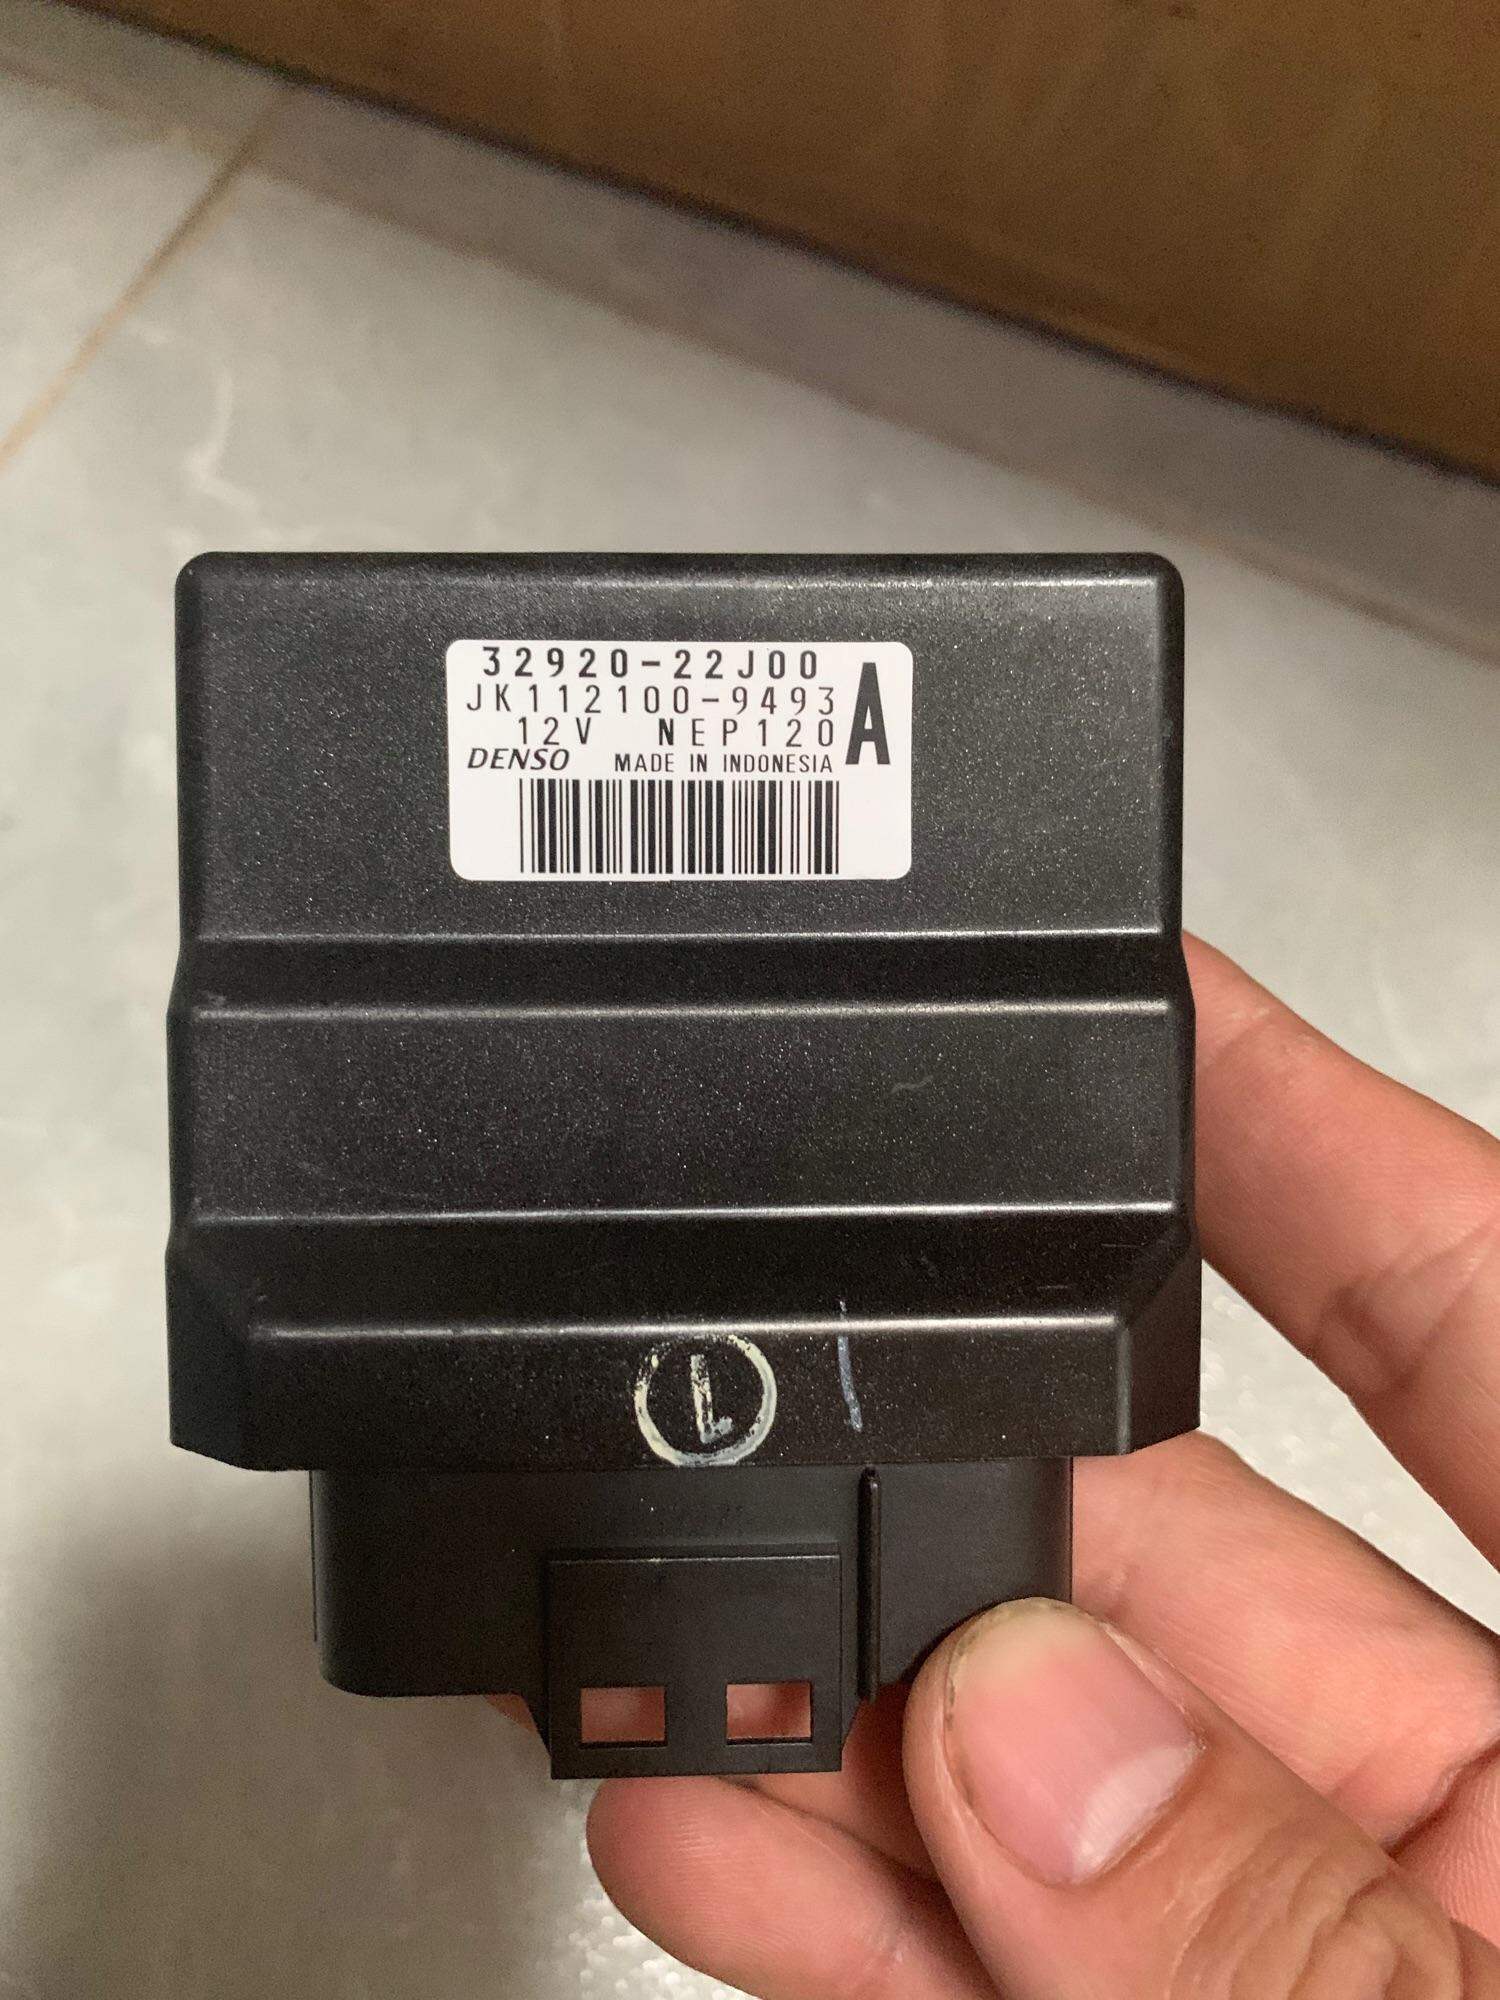 32920-22J00
JK112100-9493 A
12V NEP120
DENSO MADE IN INDONESIA
L